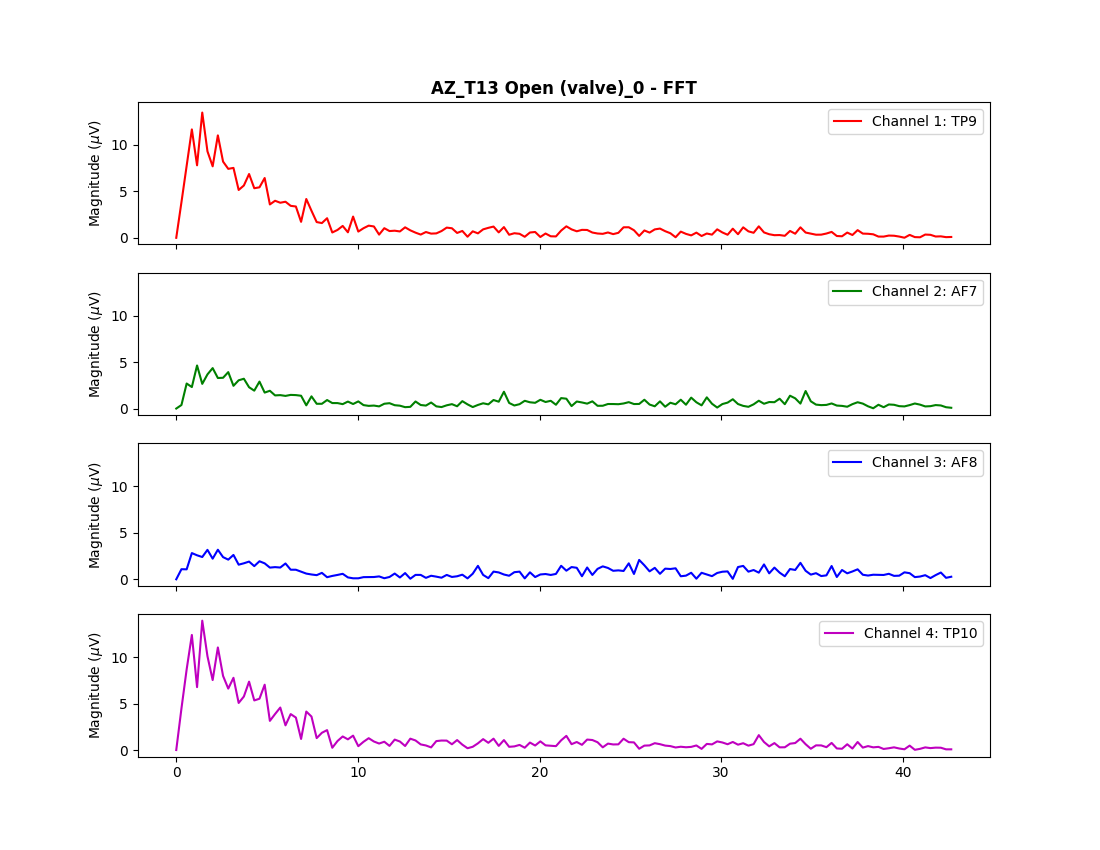 AZ_T13 Open (valve)_0 - FFT
Magnitude (μV)
10
5
0
Channel 1: TP9
Magnitude (μV)
10
5
0
Channel 2: AF7
Magnitude (μV)
10
5
0
Channel 3: AF8
Magnitude (μV)
10
5
0
Channel 4: TP10
0 10 20 30 40